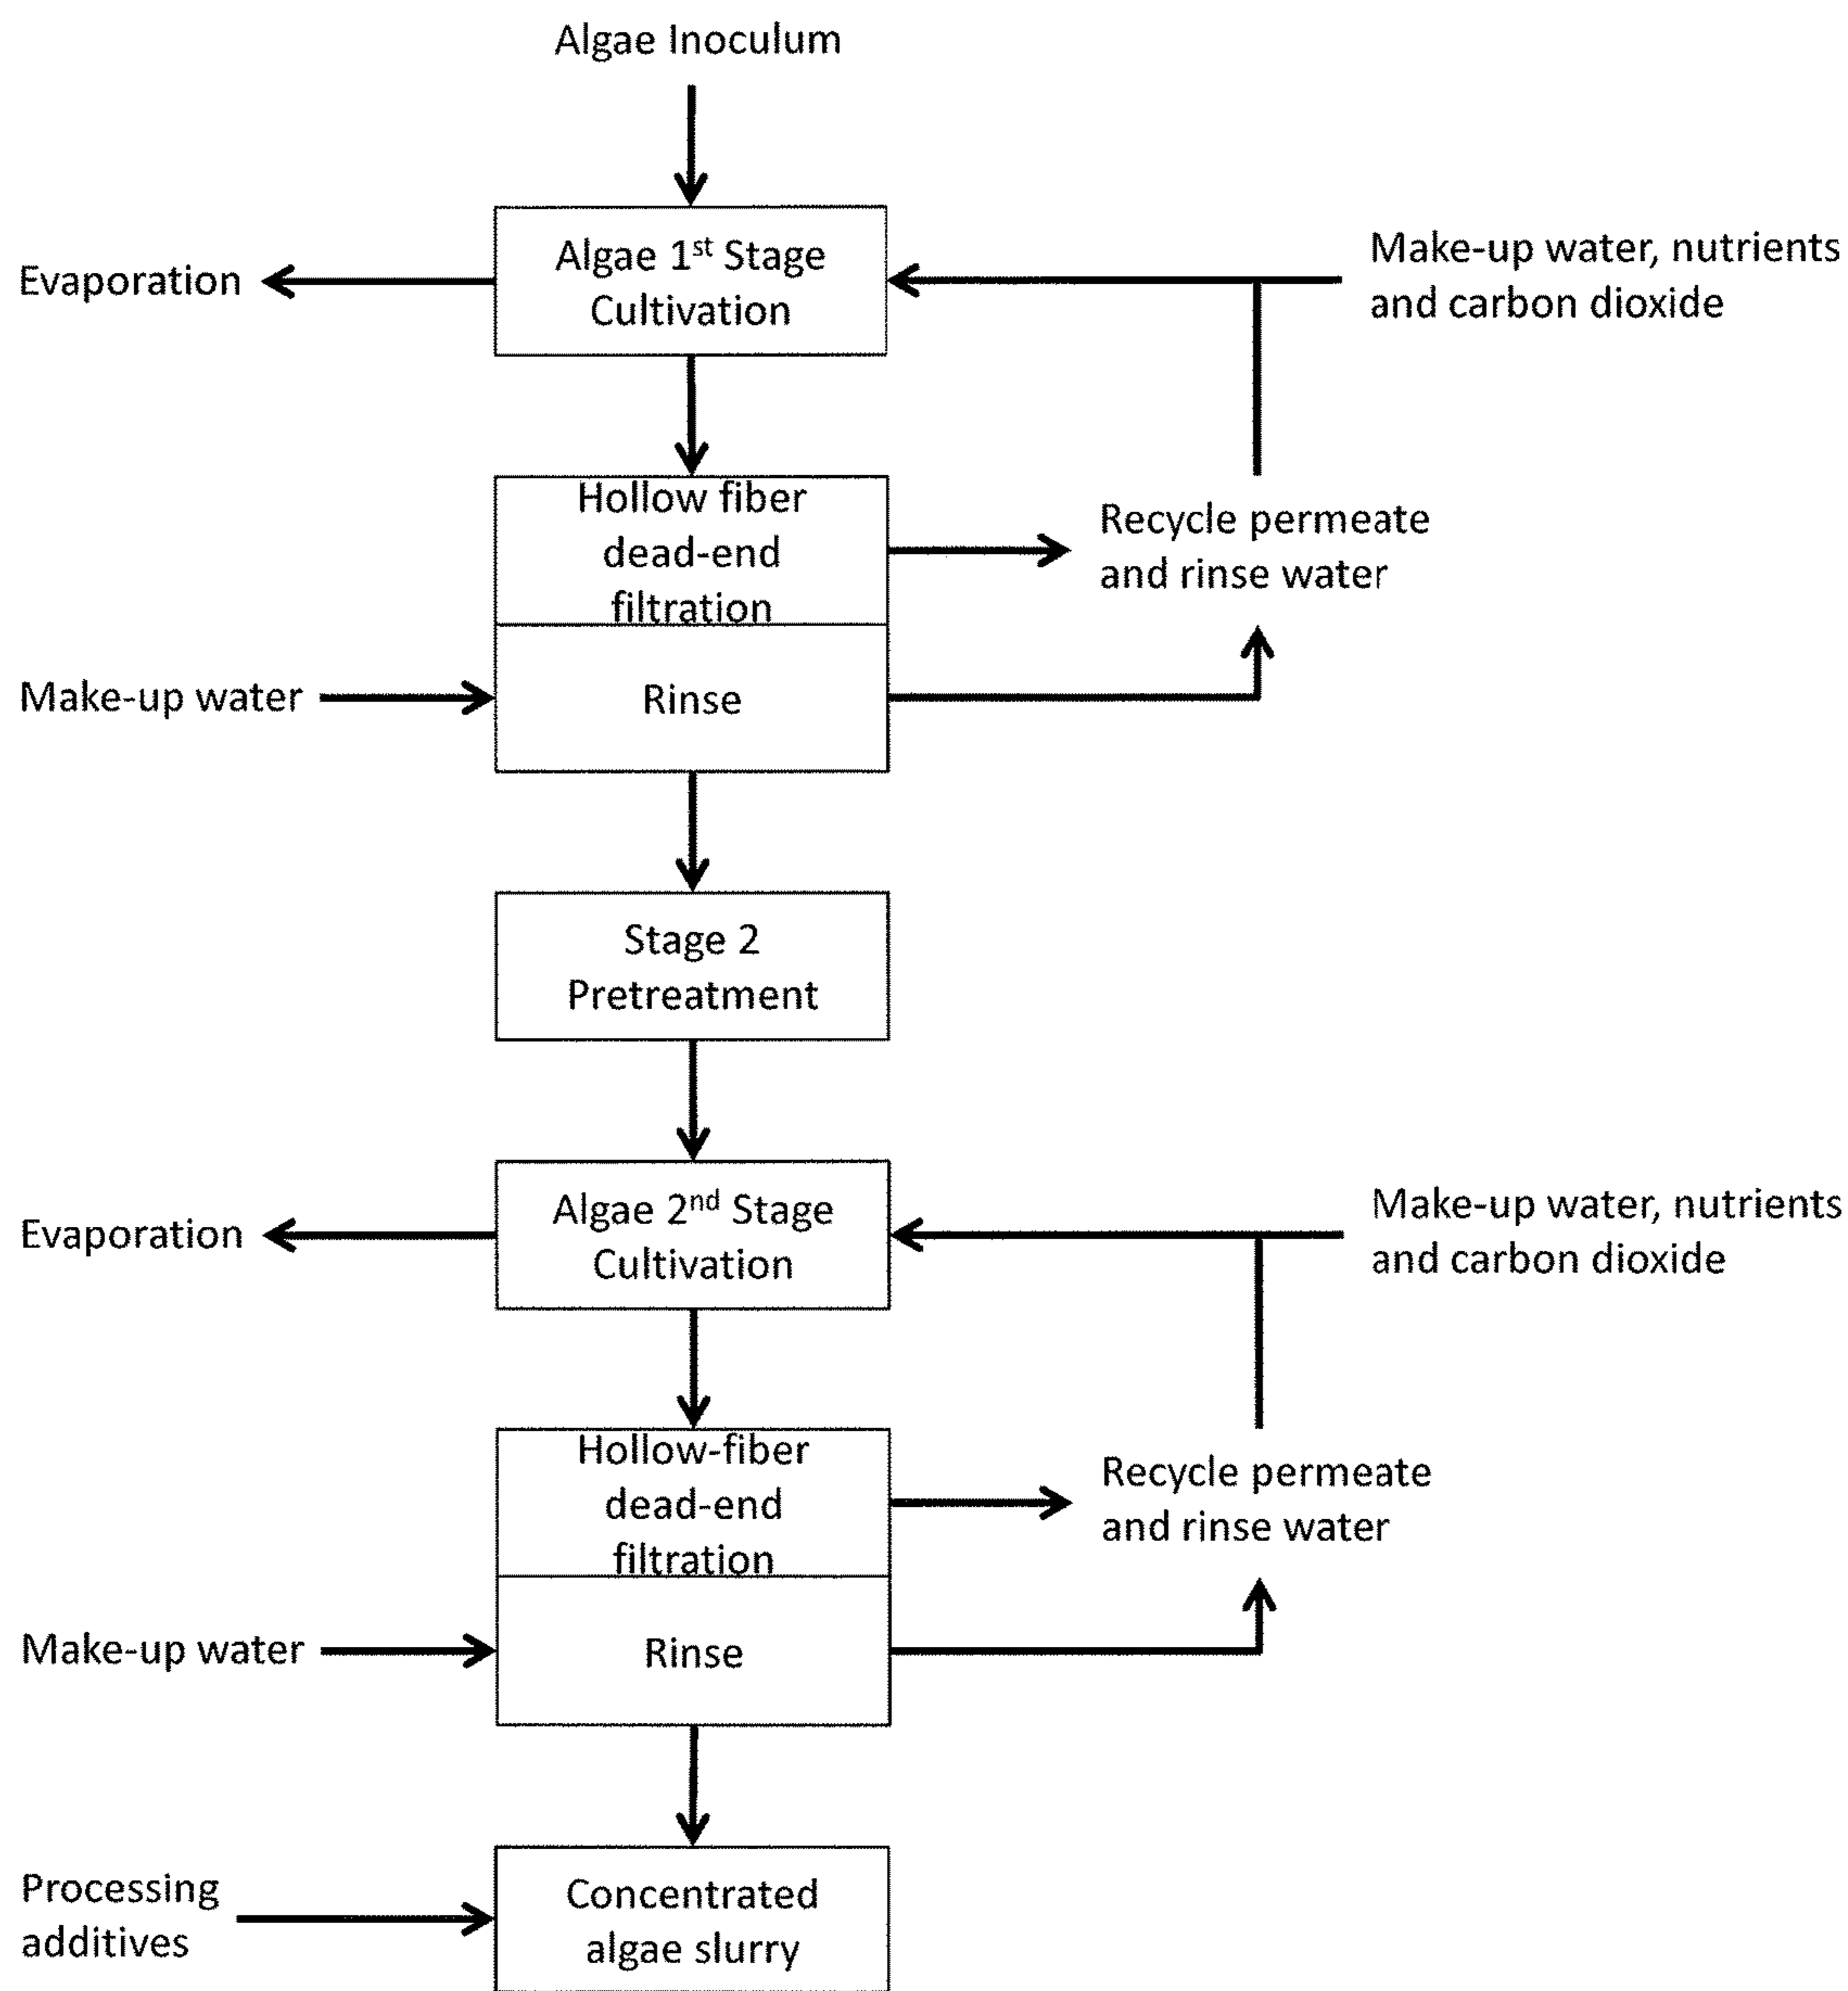 Algae Inoculum
Evaporation
Algae 1st Stage
Cultivation
Make-up water, nutrients
and carbon dioxide
Hollow fiber
dead-end
filtration
Recycle permeate
and rinse water
Make-up water
Rinse
Stage 2
Pretreatment
Evaporation
Algae 2nd Stage
Cultivation
Make-up water, nutrients
and carbon dioxide
Hollow-fiber
dead-end
filtration
Recycle permeate
and rinse water
Make-up water
Rinse
Processing
additives
Concentrated
algae slurry